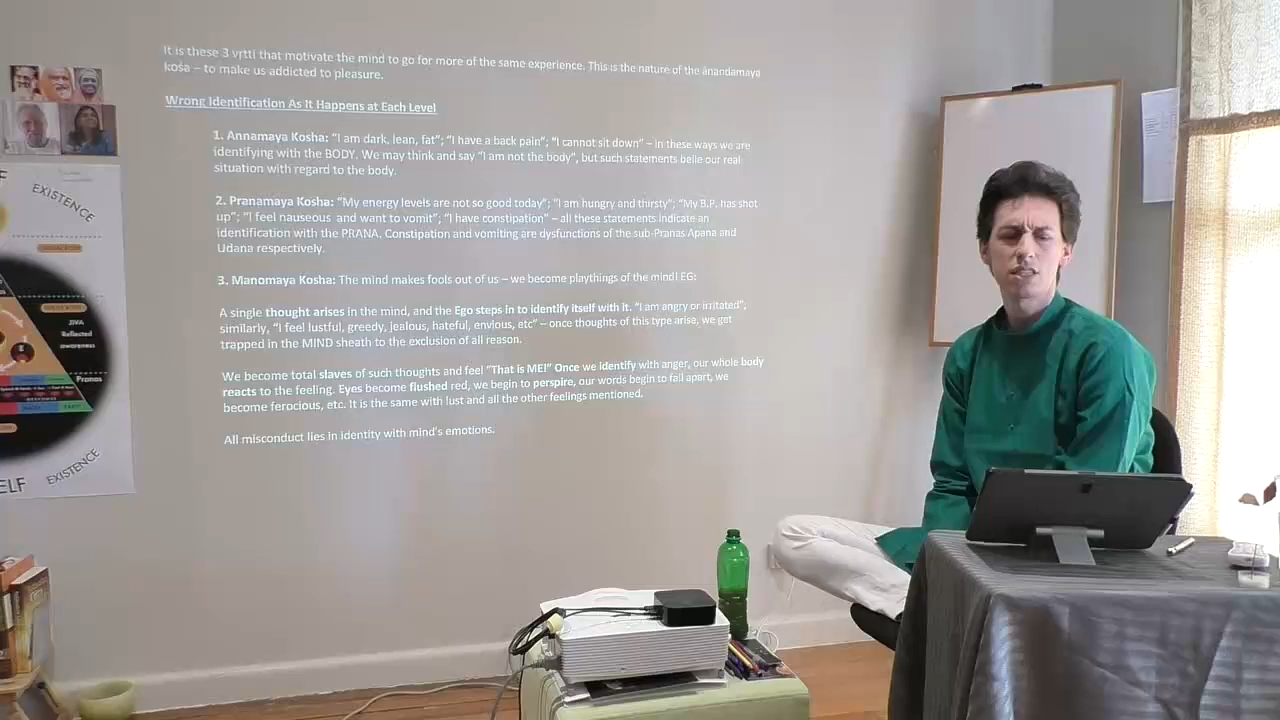 It is these 3 vṛtti that motivate the mind to go for more of the same experience. This is the nature of the ānandamaya
kośa – to make us addicted to pleasure.
Wrong Identification As It Happens at Each Level
1. Annamaya Kosha: "I am dark, lean, fat"; "I have a back pain"; "I cannot sit down" – in these ways we are
identifying with the BODY. We may think and say "I am not the body", but such statements belie our real
situation with regard to the body.
2. Pranamaya Kosha: "My energy levels are not so good today"; "I am hungry and thirsty"; "My B.P. has shot
up"; "I feel nauseous and want to vomit"; "I have constipation" – all these statements indicate an
identification with the PRANA. Constipation and vomiting are dysfunctions of the sub-Pranas Apana and
Udana respectively.
3. Manomaya Kosha: The mind makes fools out of us – we become playthings of the mind! EG:
A single thought arises in the mind, and the Ego steps in to identify itself with it. "I am angry or irritated",
similarly, "I feel lustful, greedy, jealous, hateful, envious, etc" – once thoughts of this type arise, we get
trapped in the MIND sheath to the exclusion of all reason.
We become total slaves of such thoughts and feel "That is ME!" Once we identify with anger, our whole body
reacts to the feeling. Eyes become flushed red, we begin to perspire, our words begin to fail apart, we
become ferocious, etc. It is the same with lust and all the other feelings mentioned.
All misconduct lies in identity with mind's emotions.
EXISTENCE
JIVA
Reflected
awareness
Pranas
EXISTENCE
ELF